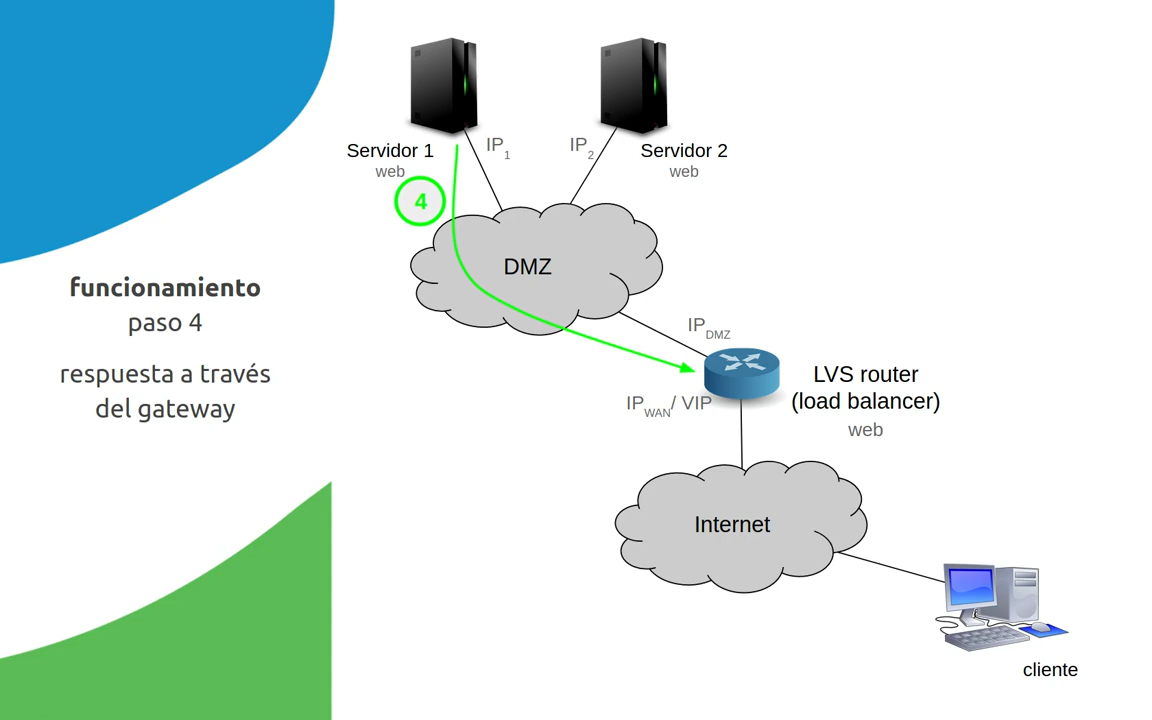 funcionamiento
paso 4
respuesta a través
del gateway
Servidor 1
web
IP1
IP2
Servidor 2
web
4
DMZ
IPDMZ
LVS router
(load balancer)
web
IPWAN/ VIP
Internet
cliente